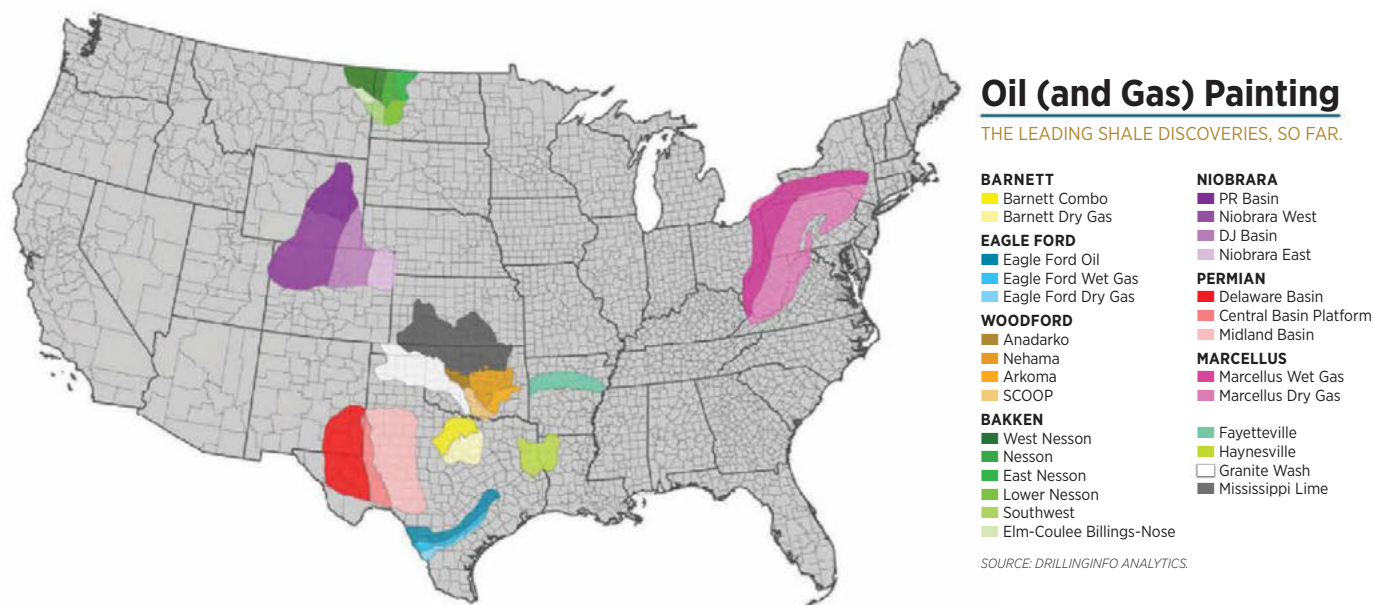 Oil (and Gas) Painting
THE LEADING SHALE DISCOVERIES, SO FAR.
BARNETT
Barnett Combo
Barnett Dry Gas
EAGLE FORD
Eagle Ford Oil
Eagle Ford Wet Gas
Eagle Ford Dry Gas
WOODFORD
Anadarko
Nehama
Arkoma
SCOOP
BAKKEN
West Nesson
Nesson
East Nesson
Lower Nesson
Southwest
Elm-Coulee Billings-Nose
NIOBRARA
PR Basin
Niobrara West
DJ Basin
Niobrara East
PERMIAN
Delaware Basin
Central Basin Platform
Midland Basin
MARCELLUS
Marcellus Wet Gas
Marcellus Dry Gas
Fayetteville
Haynesville
Granite Wash
Mississippi Lime
SOURCE: DRILLINGINFO ANALYTICS.